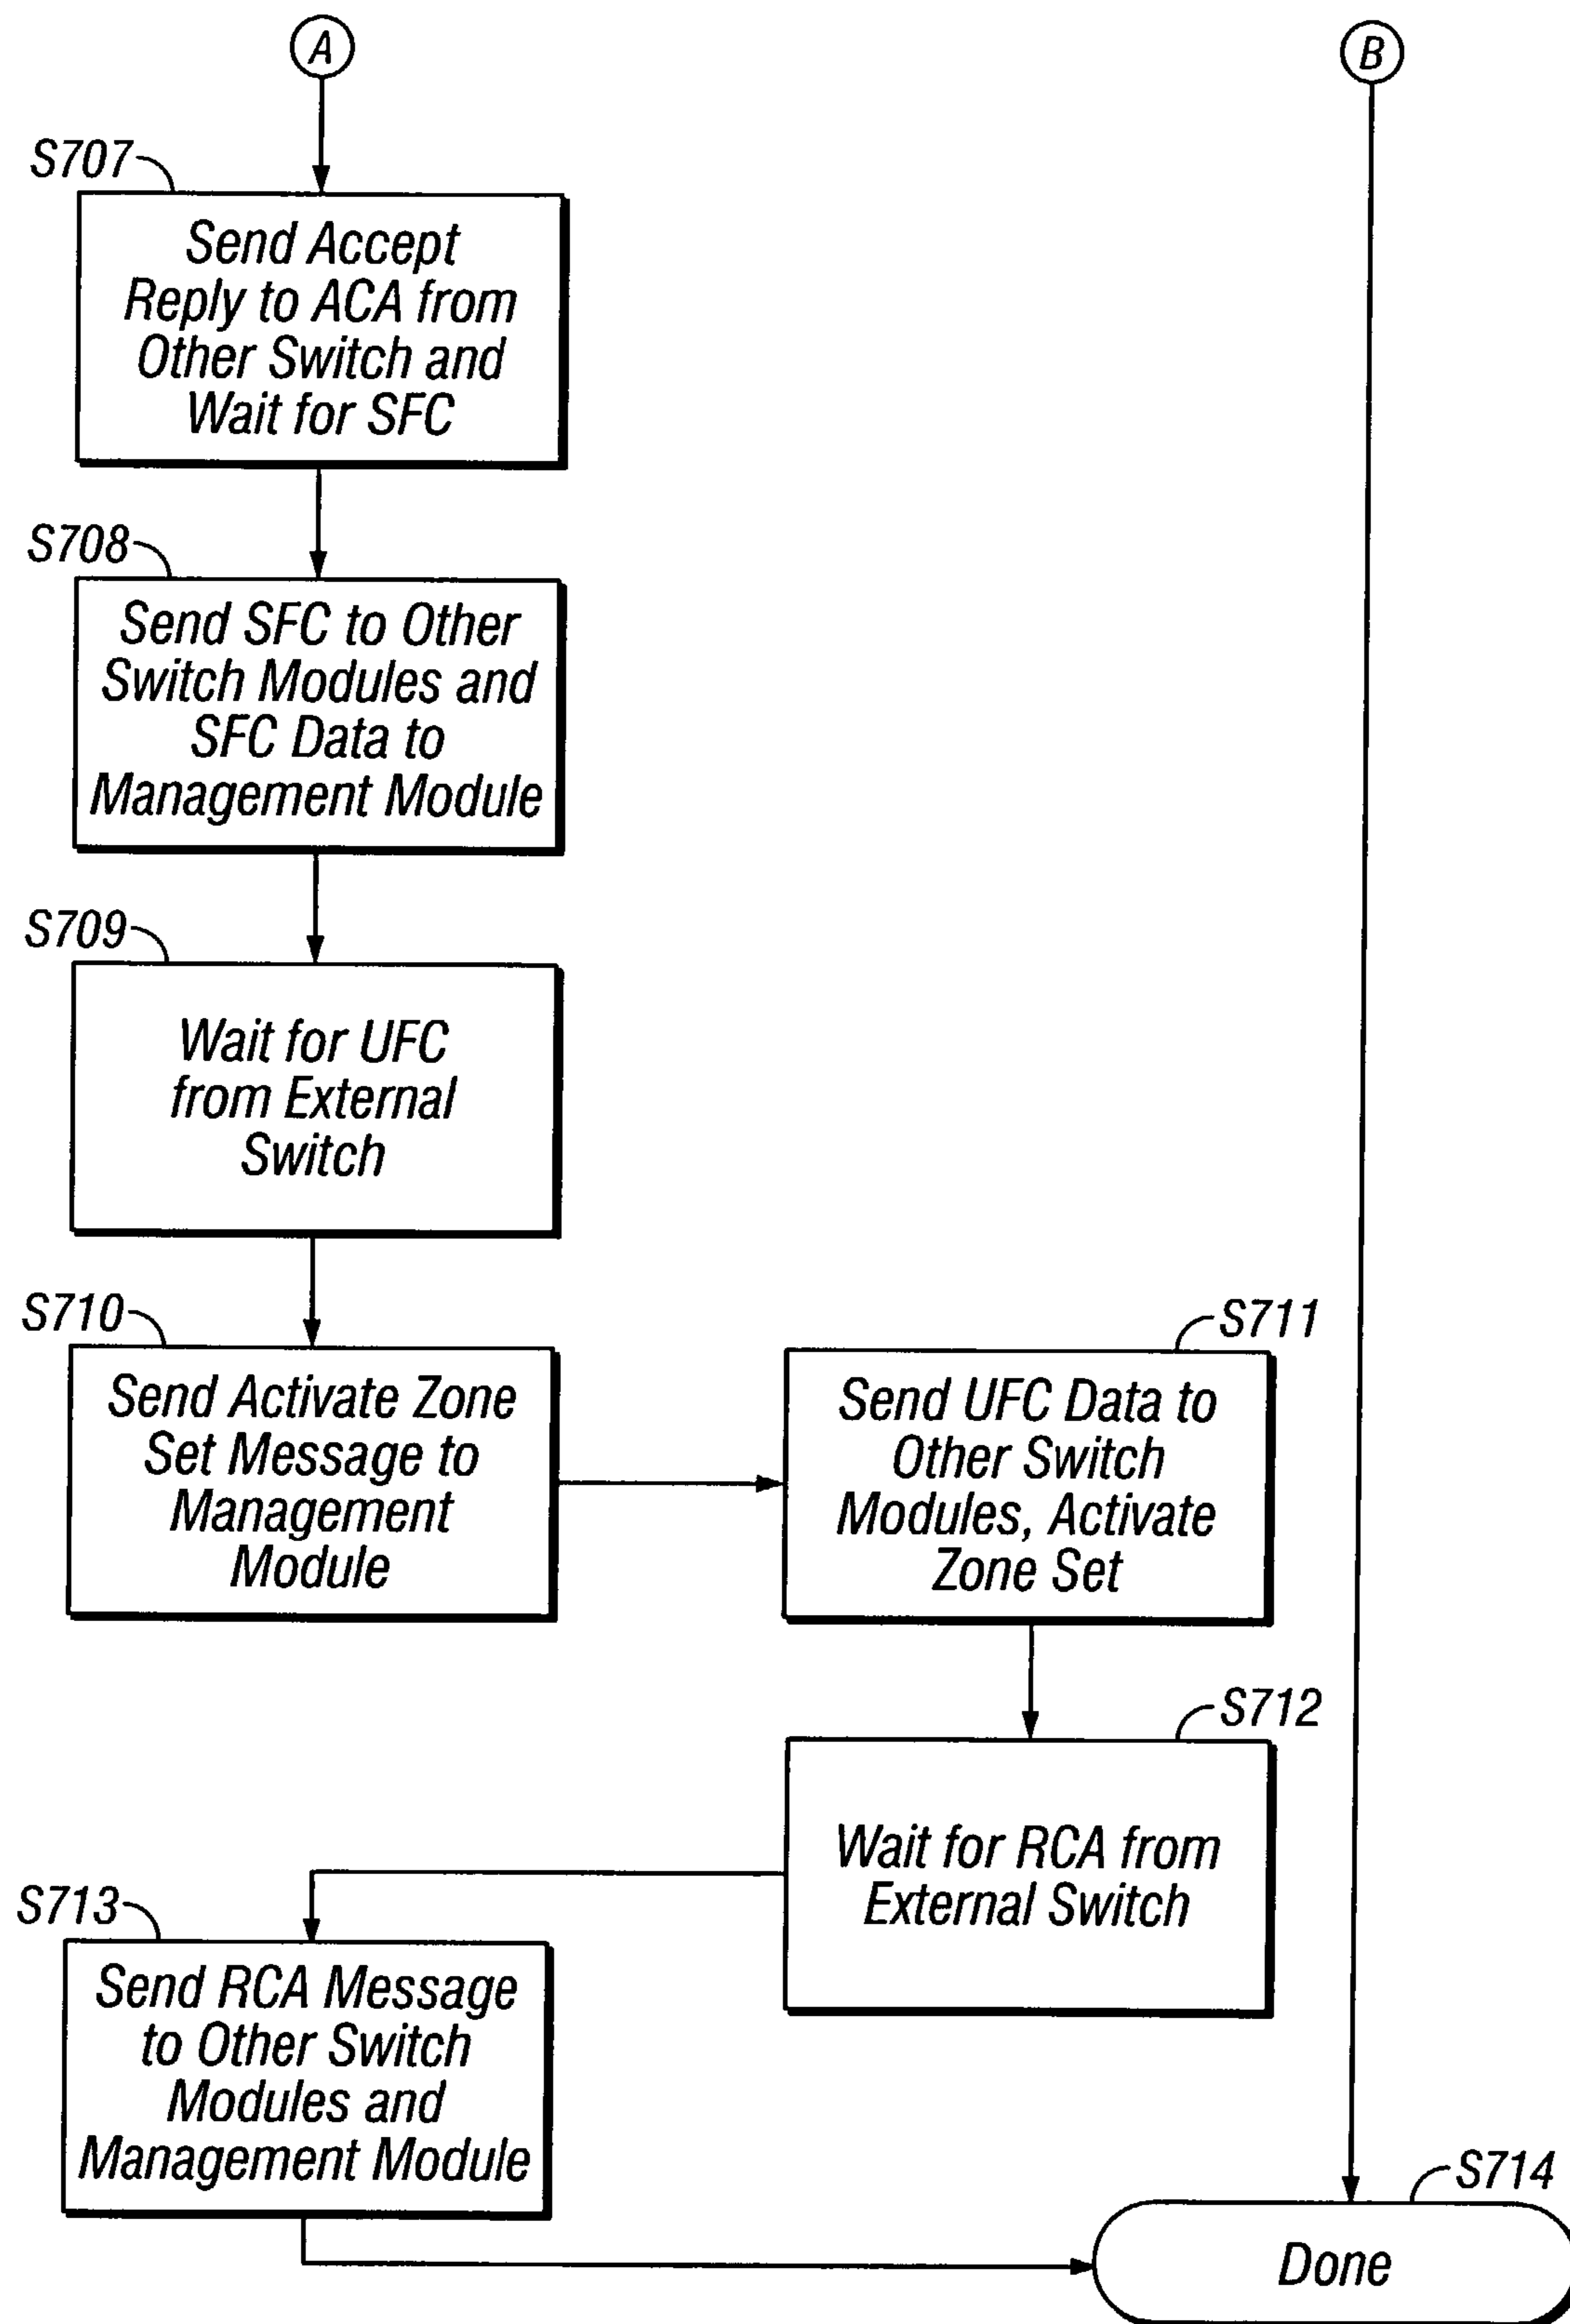 A
B
S707
Send Accept
Reply to ACA from
Other Switch and
Wait for SFC
S708
Send SFC to Other
Switch Modules and
SFC Data to
Management Module
S709
Wait for UFC
from External
Switch
S710
Send Activate Zone
Set Message to
Management
Module
S711
Send UFC Data to
Other Switch
Modules, Activate
Zone Set
S712
Wait for RCA from
External Switch
S713
Send RCA Message
to Other Switch
Modules and
Management Module
S714
Done